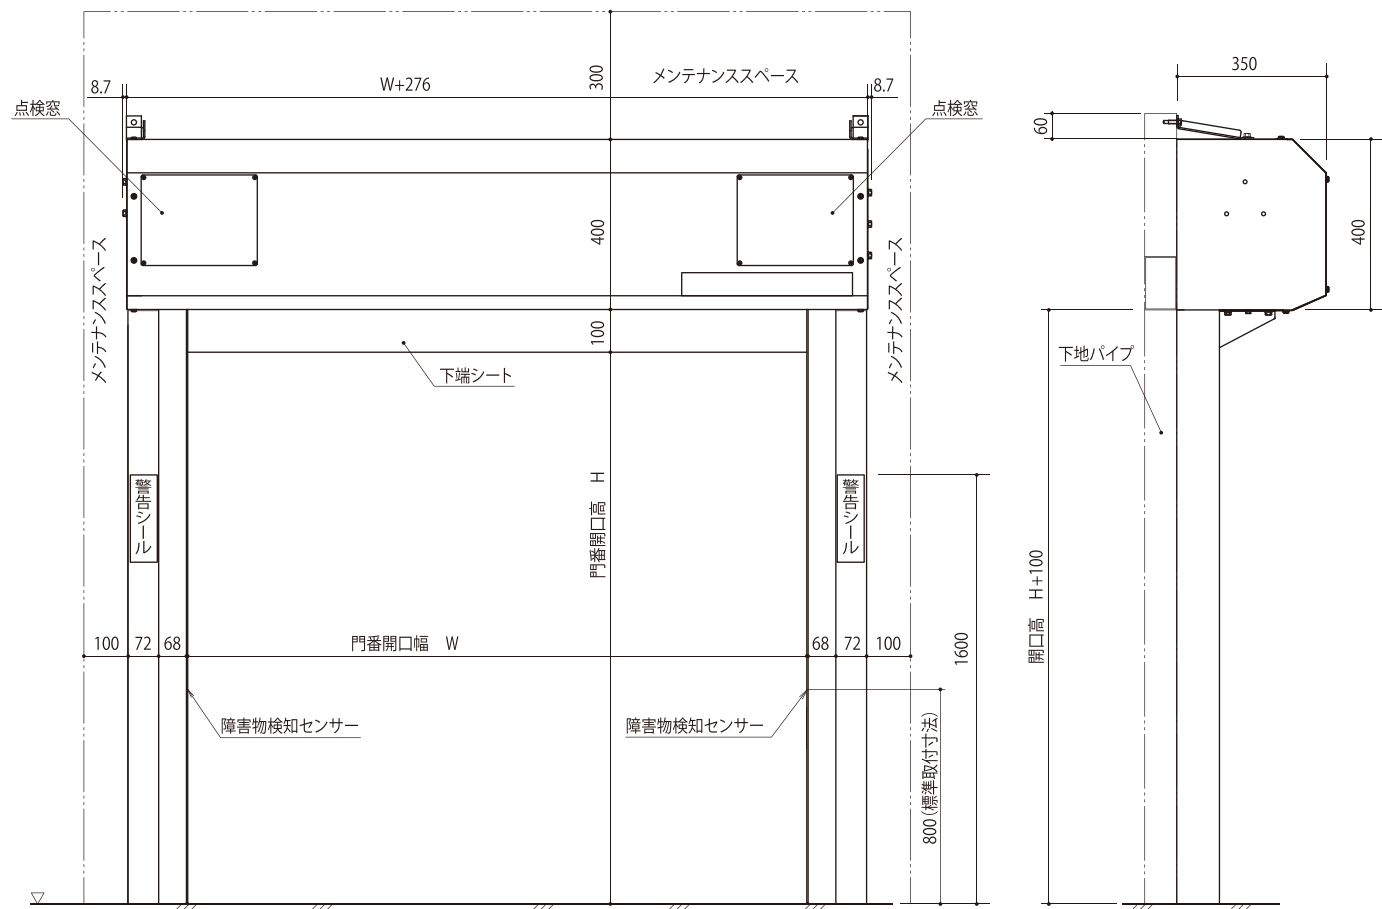 300
メンテナンススペース
8.7
W+276
8.7
350
点検窓
点検窓
60
400
400
メンテナンススペース
メンテナンススペース
100
下端シート
下地パイプ
警告シール
門番開口高 H
警告シール
開口高 H+100
100
72
68
門番開口幅 W
68
72
100
1600
障害物検知センサー
障害物検知センサー
800(標準取付寸法)